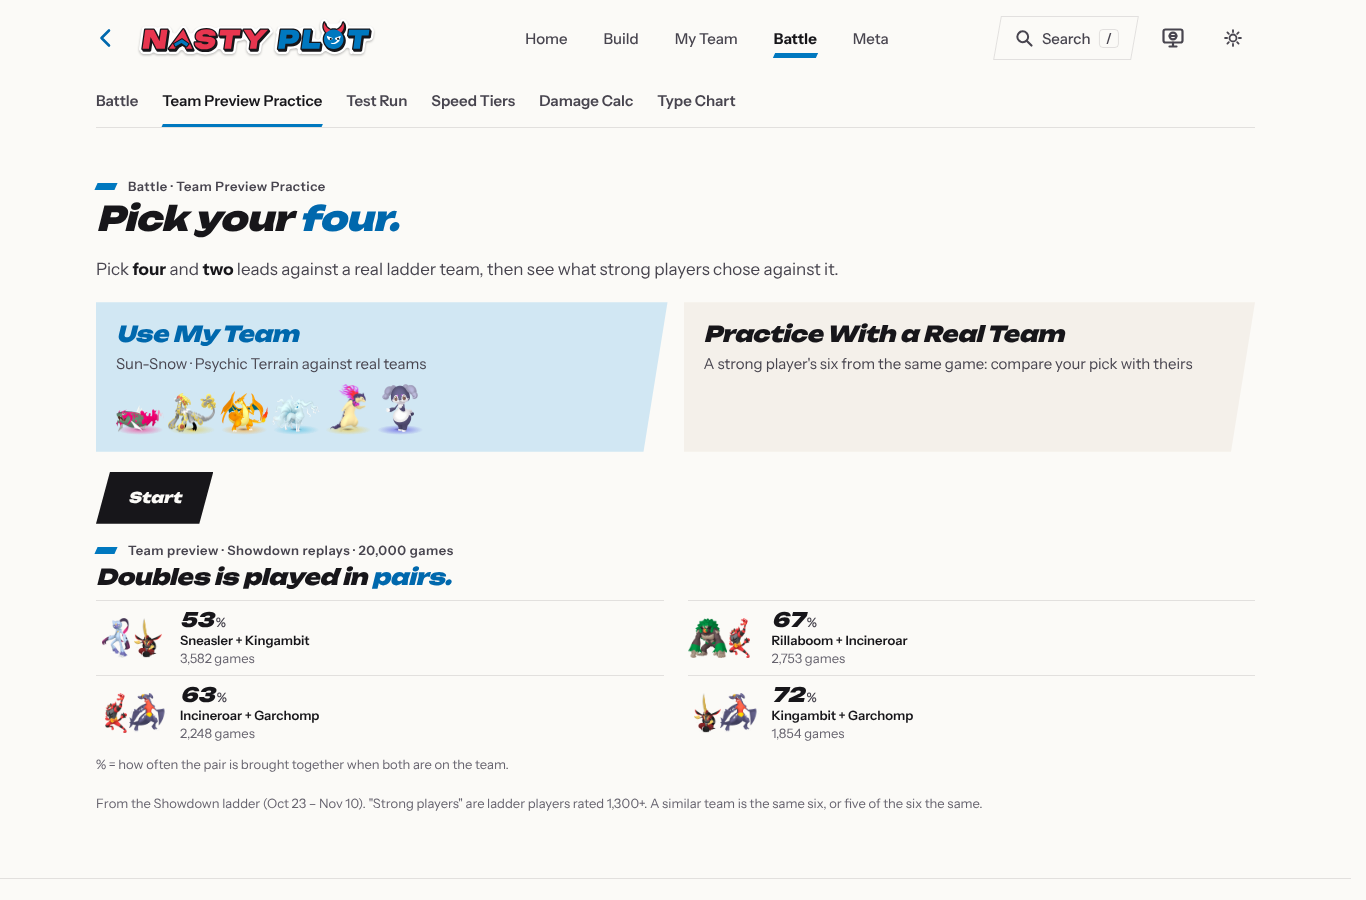 NASTY PLOT
Home
Build
My Team
Battle
Meta
Search /
Battle
Team Preview Practice
Test Run
Speed Tiers
Damage Calc
Type Chart
Battle · Team Preview Practice
Pick your four.
Pick four and two leads against a real ladder team, then see what strong players chose against it.
Use My Team
Sun-Snow · Psychic Terrain against real teams
Practice With a Real Team
A strong player's six from the same game: compare your pick with theirs
Start
Team preview · Showdown replays · 20,000 games
Doubles is played in pairs.
53%
Sneasler + Kingambit
3,582 games
67%
Rillaboom + Incineroar
2,753 games
63%
Incineroar + Garchomp
2,248 games
72%
Kingambit + Garchomp
1,854 games
% = how often the pair is brought together when both are on the team.
From the Showdown ladder (Oct 23 – Nov 10). "Strong players" are ladder players rated 1,300+. A similar team is the same six, or five of the six the same.